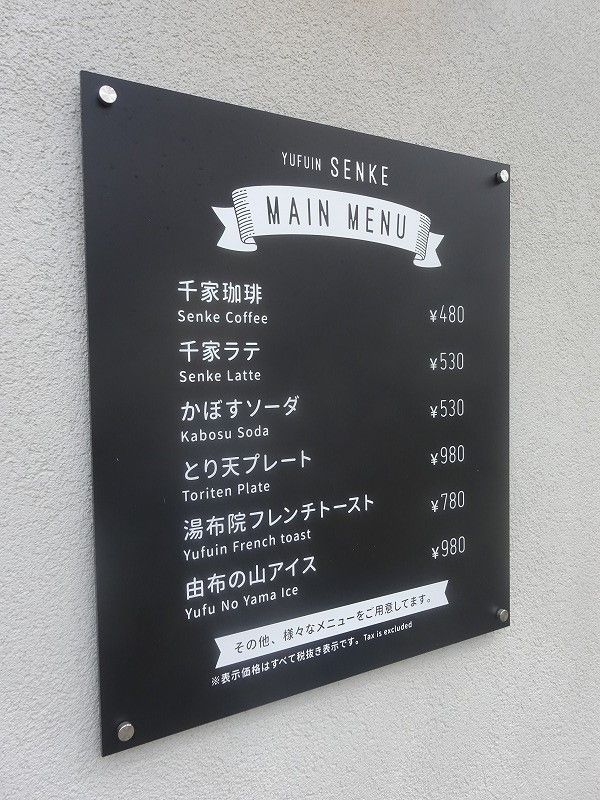 YUFUIN SENKE
MAIN MENU
千家珈琲
Senke Coffee
¥480
千家ラテ
Senke Latte
¥530
かぼすソーダ
Kabosu Soda
¥530
とり天プレート
Toriten Plate
¥980
湯布院フレンチトースト
Yufuin French toast
¥780
由布の山アイス
Yufu No Yama Ice
¥980
その他、様々なメニューをご用意してます。
※表示価格はすべて税抜き表示です。Tax is excluded